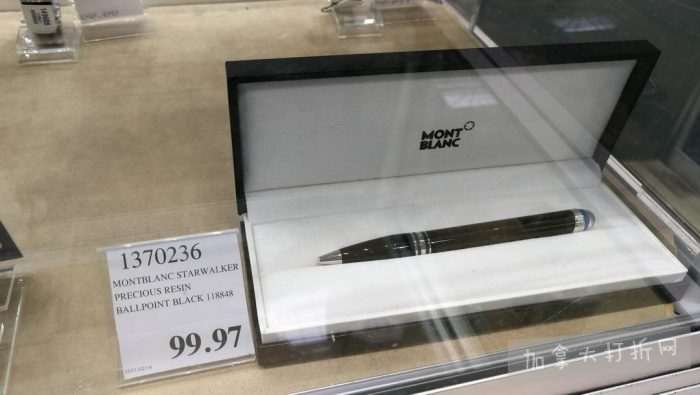 MONT
BLANC
1370236
MONTBLANC STARWALKER
PRECIOUS RESIN
BALLPOINT BLACK 118848
99.97
加拿大打折网